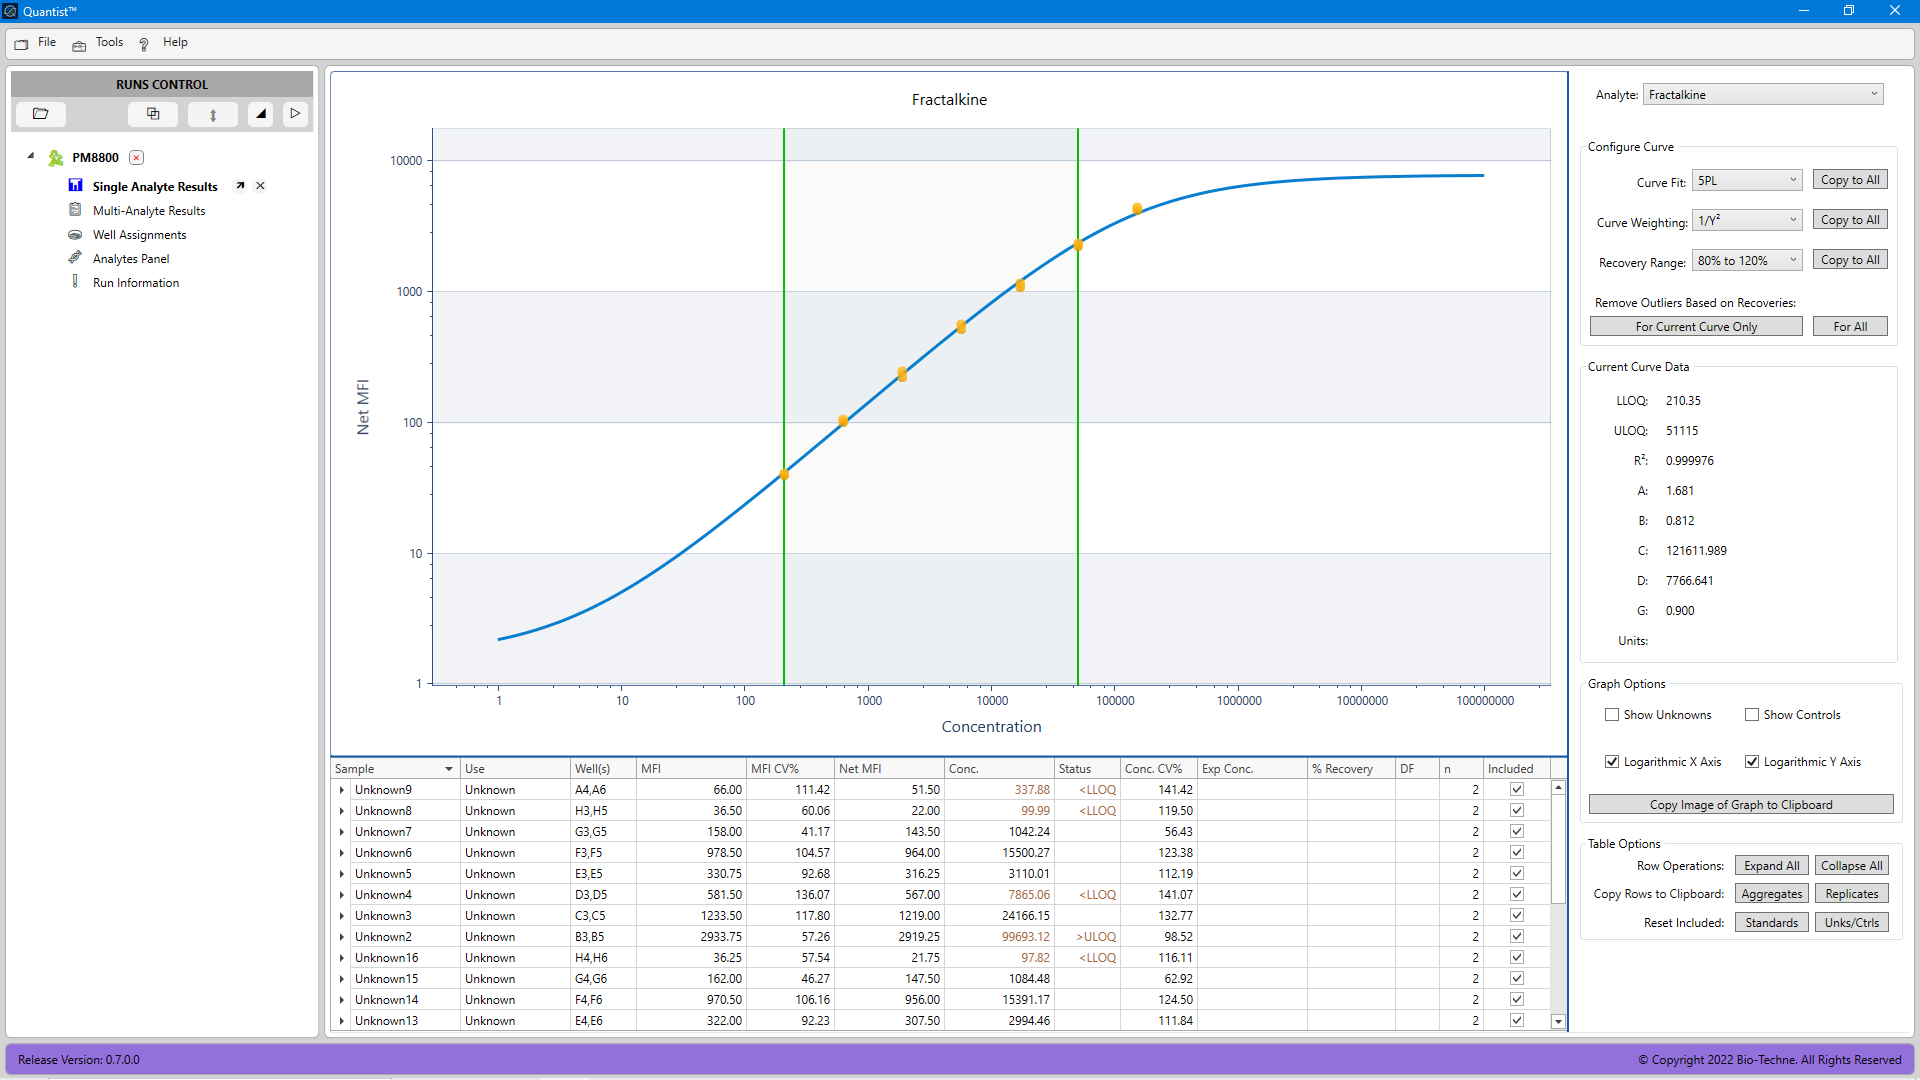 Quantist™
File Tools ? Help
RUNS CONTROL
PM8800
Single Analyte Results
Multi-Analyte Results
Well Assignments
Analytes Panel
Run Information
Fractalkine
Net MFI
10000
1000
100
10
1
1 10 100 1000 10000 100000 1000000 10000000 100000000
Concentration
Sample Use Well(s) MFI MFI CV% Net MFI Conc. Status Conc. CV% Exp Conc. % Recovery DF n Included
Unknown9 Unknown A4,A6 66.00 111.42 51.50 337.88 <LLOQ 141.42 2
Unknown8 Unknown H3,H5 36.50 60.06 22.00 99.99 <LLOQ 119.50 2
Unknown7 Unknown G3,G5 158.00 41.17 143.50 1042.24 56.43 2
Unknown6 Unknown F3,F5 978.50 104.57 964.00 15500.27 123.38 2
Unknown5 Unknown E3,E5 330.75 92.68 316.25 3110.01 112.19 2
Unknown4 Unknown D3,D5 581.50 136.07 567.00 7865.06 <LLOQ 141.07 2
Unknown3 Unknown C3,C5 1233.50 117.80 1219.00 24166.15 132.77 2
Unknown2 Unknown B3,B5 2933.75 57.26 2919.25 99693.12 >ULOQ 98.52 2
Unknown16 Unknown H4,H6 36.25 57.54 21.75 97.82 <LLOQ 116.11 2
Unknown15 Unknown G4,G6 162.00 46.27 147.50 1084.48 62.92 2
Unknown14 Unknown F4,F6 970.50 106.16 956.00 15391.17 124.50 2
Unknown13 Unknown E4,E6 322.00 92.23 307.50 2994.46 111.84 2
Analyte: Fractalkine
Configure Curve
Curve Fit: 5PL Copy to All
Curve Weighting: 1/Y² Copy to All
Recovery Range: 80% to 120% Copy to All
Remove Outliers Based on Recoveries:
For Current Curve Only For All
Current Curve Data
LLOQ: 210.35
ULOQ: 51115
R²: 0.999976
A: 1.681
B: 0.812
C: 121611.989
D: 7766.641
G: 0.900
Units:
Graph Options
Show Unknowns Show Controls
Logarithmic X Axis Logarithmic Y Axis
Copy Image of Graph to Clipboard
Table Options
Row Operations: Expand All Collapse All
Copy Rows to Clipboard: Aggregates Replicates
Reset Included: Standards Unks/Ctrls
Release Version: 0.7.0.0
© Copyright 2022 Bio-Techne. All Rights Reserved